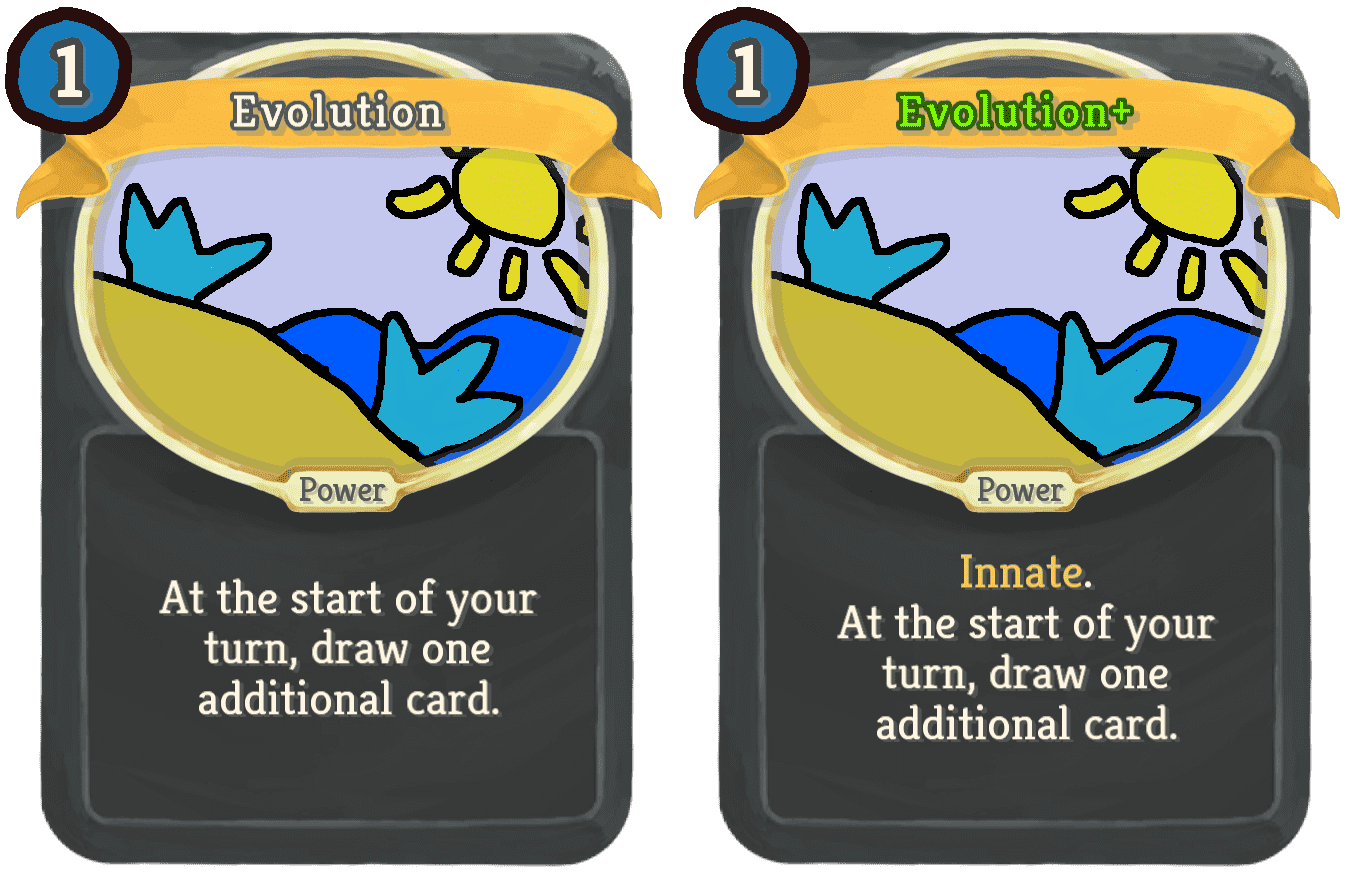 1
Evolution
Power
At the start of your
turn, draw one
additional card.
1
Evolution+
Power
Innate.
At the start of your
turn, draw one
additional card.